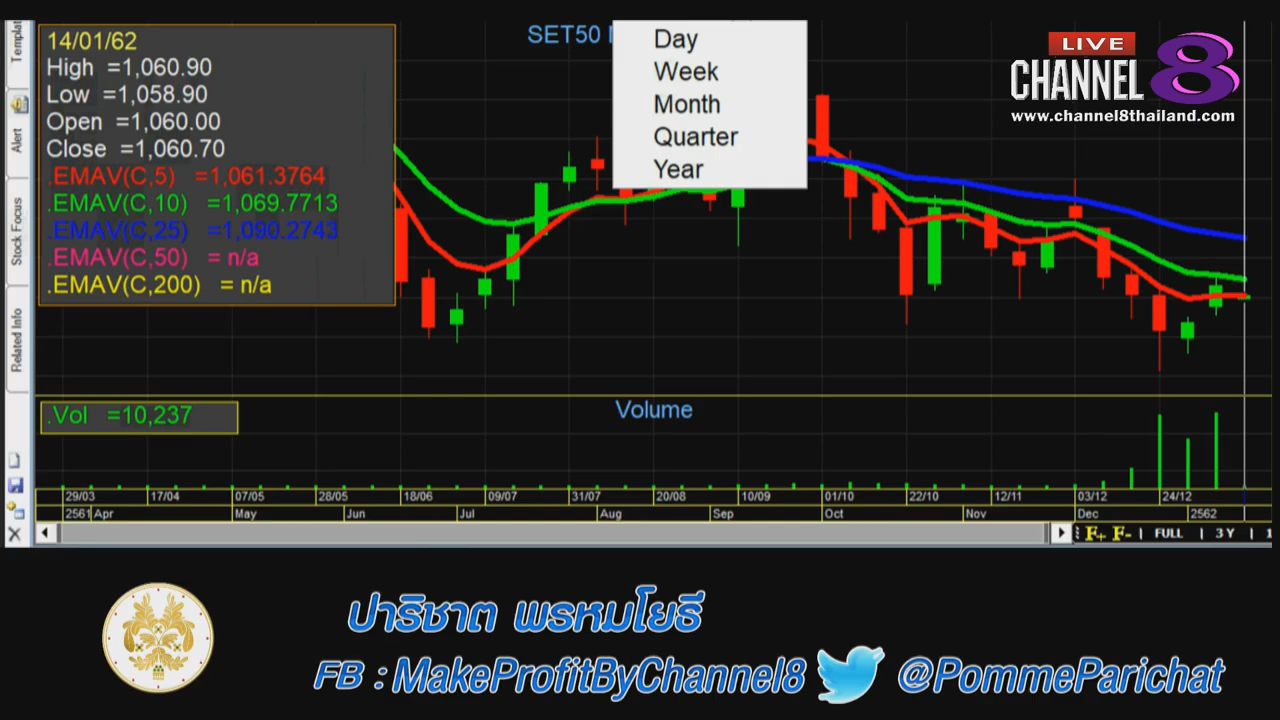 Templat
Alert
Stock Focus
Related Info
14/01/62
High =1,060.90
Low =1,058.90
Open =1,060.00
Close =1,060.70
.EMAV(C,5) =1,061.3764
.EMAV(C,10) =1,069.7713
.EMAV(C,25) =1,090.2743
.EMAV(C,50) = n/a
.EMAV(C,200) = n/a
SET50
Day
Week
Month
Quarter
Year
LIVE
CHANNEL 8
www.channel8thailand.com
.Vol =10,237
Volume
29/03 17/04 07/05 28/05 18/06 09/07 31/07 20/08 10/09 01/10 22/10 12/11 03/12 24/12
2561 Apr May Jun Jul Aug Sep Oct Nov Dec 2562
F+ F- | FULL | 3 Y | 1
ปาริชาต พรหมโยธี
FB : MakeProfitByChannel8 @PommeParichat